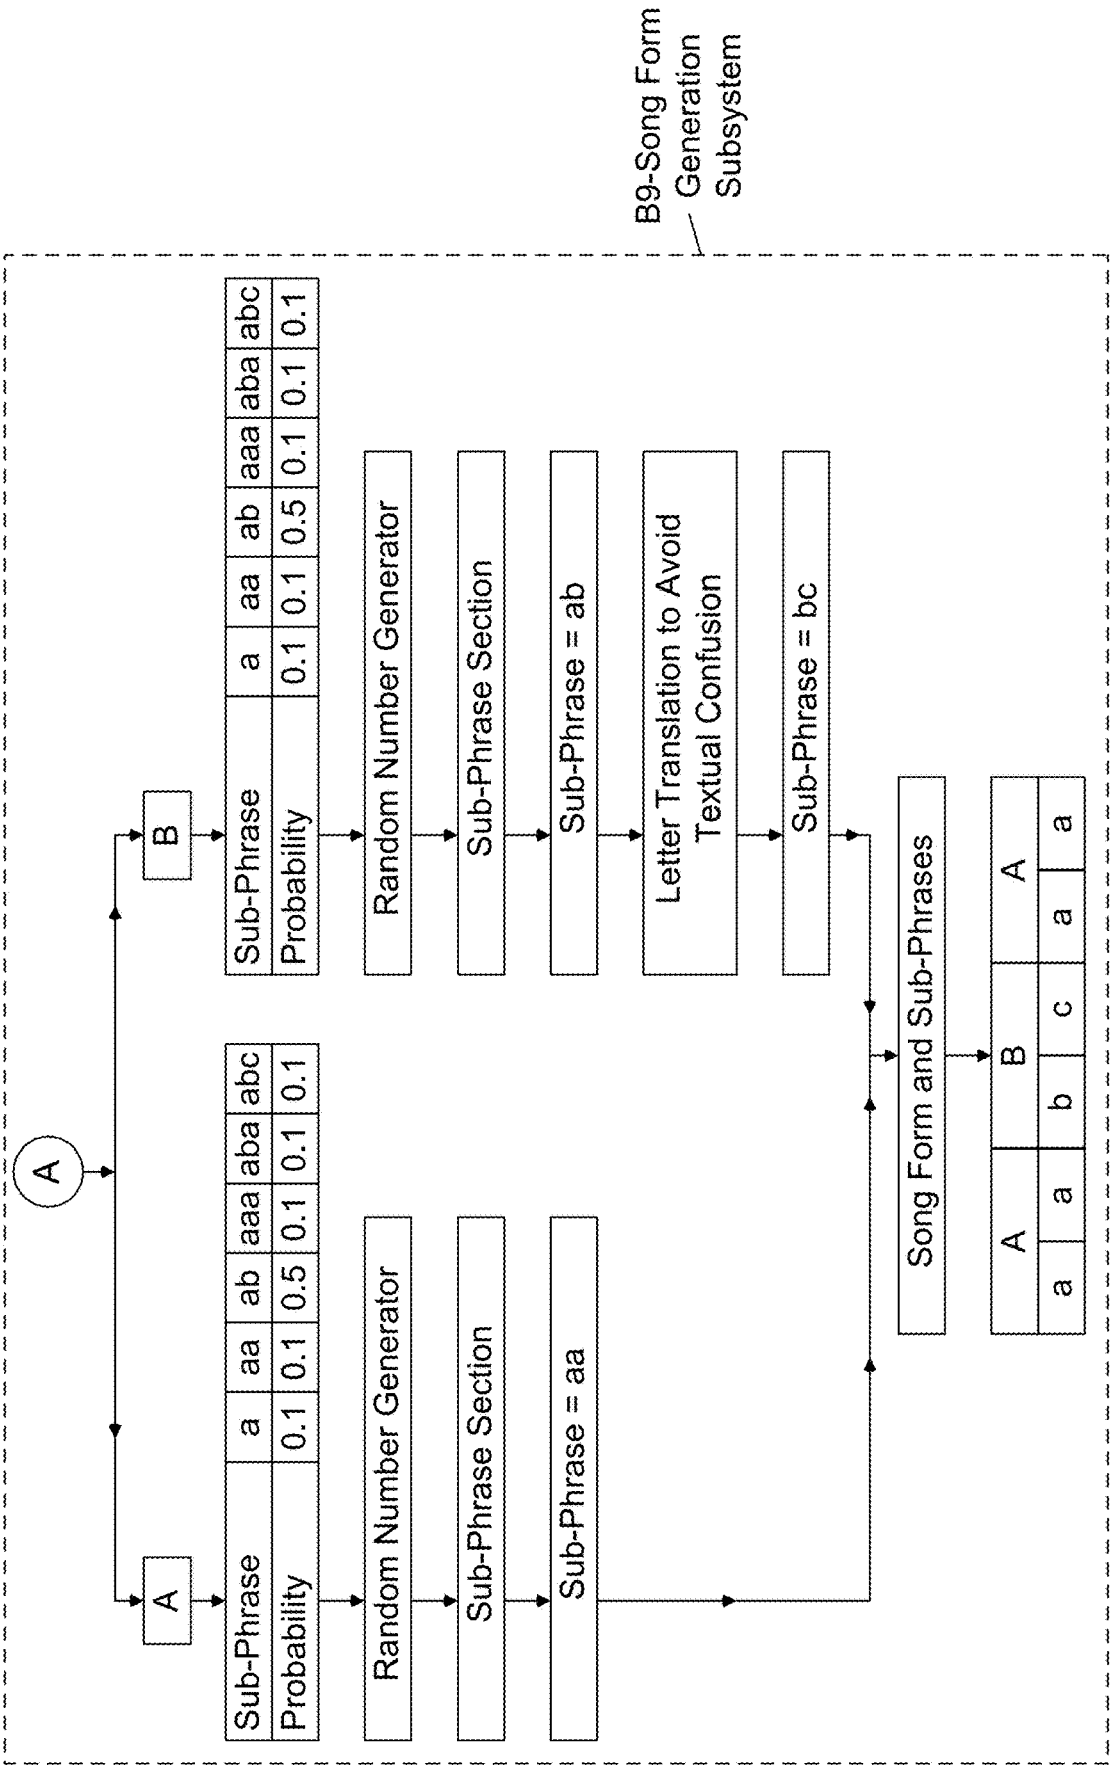 A
A
Sub-Phrase a aa ab aaa aba abc
Probability 0.1 0.1 0.5 0.1 0.1 0.1
Random Number Generator
Sub-Phrase Section
Sub-Phrase = aa
B
Sub-Phrase a aa ab aaa aba abc
Probability 0.1 0.1 0.5 0.1 0.1 0.1
Random Number Generator
Sub-Phrase Section
Sub-Phrase = ab
Letter Translation to Avoid
Textual Confusion
Sub-Phrase = bc
Song Form and Sub-Phrases
A B A
a a b c a a
B9-Song Form
Generation
Subsystem